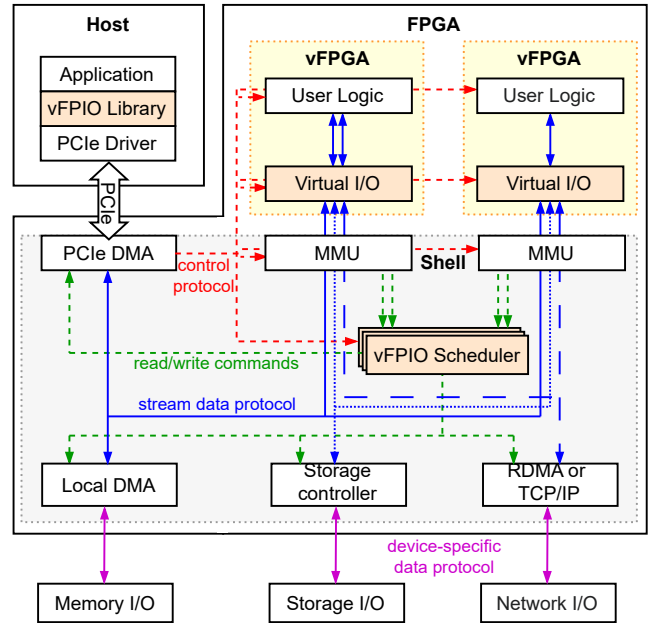 Host
FPGA
vFPGA
vFPGA
Application
vFPIO Library
PCIe Driver
User Logic
User Logic
Virtual I/O
Virtual I/O
PCIe
PCIe DMA
control
protocol
MMU
Shell
MMU
vFPIO Scheduler
read/write commands
stream data protocol
Local DMA
Storage
controller
RDMA or
TCP/IP
device-specific
data protocol
Memory I/O
Storage I/O
Network I/O